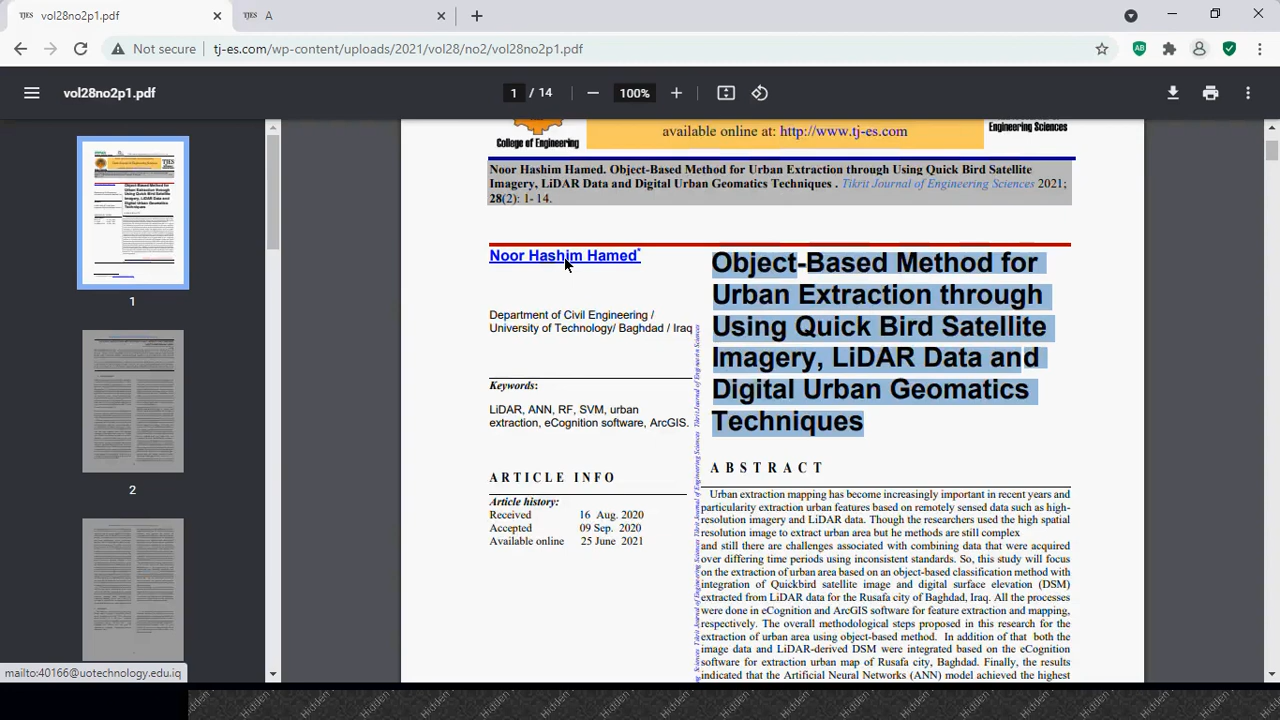 vol28no2p1.pdf
A
Not secure
tj-es.com/wp-content/uploads/2021/vol28/no2/vol28no2p1.pdf
vol28no2p1.pdf
1 / 14
100%
College of Engineering
available online at: http://www.tj-es.com
Engineering Sciences
Noor Hashim Hamed. Object-Based Method for Urban Extraction through Using Quick Bird Satellite
Imagery, LiDAR Data and Digital Urban Geomatics Techniques . Tikrit Journal of Engineering Sciences 2021;
28(2): 1- 14.
Noor Hashim Hamed*
Department of Civil Engineering /
University of Technology/ Baghdad / Iraq
Keywords:
LiDAR, ANN, RF, SVM, urban
extraction, eCognition software, ArcGIS.
ARTICLE INFO
Article history:
Received 16 Aug. 2020
Accepted 09 Sep. 2020
Available online 25 June 2021
Tikrit Journal of Engineering Sciences Tikrit Journal of Engineering Sciences
Object-Based Method for
Urban Extraction through
Using Quick Bird Satellite
Imagery, LiDAR Data and
Digital Urban Geomatics
Techniques
ABSTRACT
Urban extraction mapping has become increasingly important in recent years and
particularity extraction urban features based on remotely sensed data such as high-
resolution imagery and LiDAR data. Though the researchers used the high spatial
resolution image to extract urban area but he methods are still complex
and still there are challenges associated with combining data that were acquired
over differing time periods using inconsistent standards. So, this study will focus
on the extraction of urban area based on an object-based classification method with
integration of Quickbird satellite image and digital surface elevation (DSM)
extracted from LiDAR data for the Rusafa city of Baghdad, Iraq. All the processes
were done in eCognition and ArcGIS software for feature extraction and mapping,
respectively. The overall methodological steps proposed in this research for the
extraction of urban area using object-based method. In addition of that both the
image data and LiDAR-derived DSM were integrated based on the eCognition
software for extraction urban map of Rusafa city, Baghdad. Finally, the results
indicated that the Artificial Neural Networks (ANN) model achieved the highest
1
2
mailto:40166@uotechnology.edu.iq